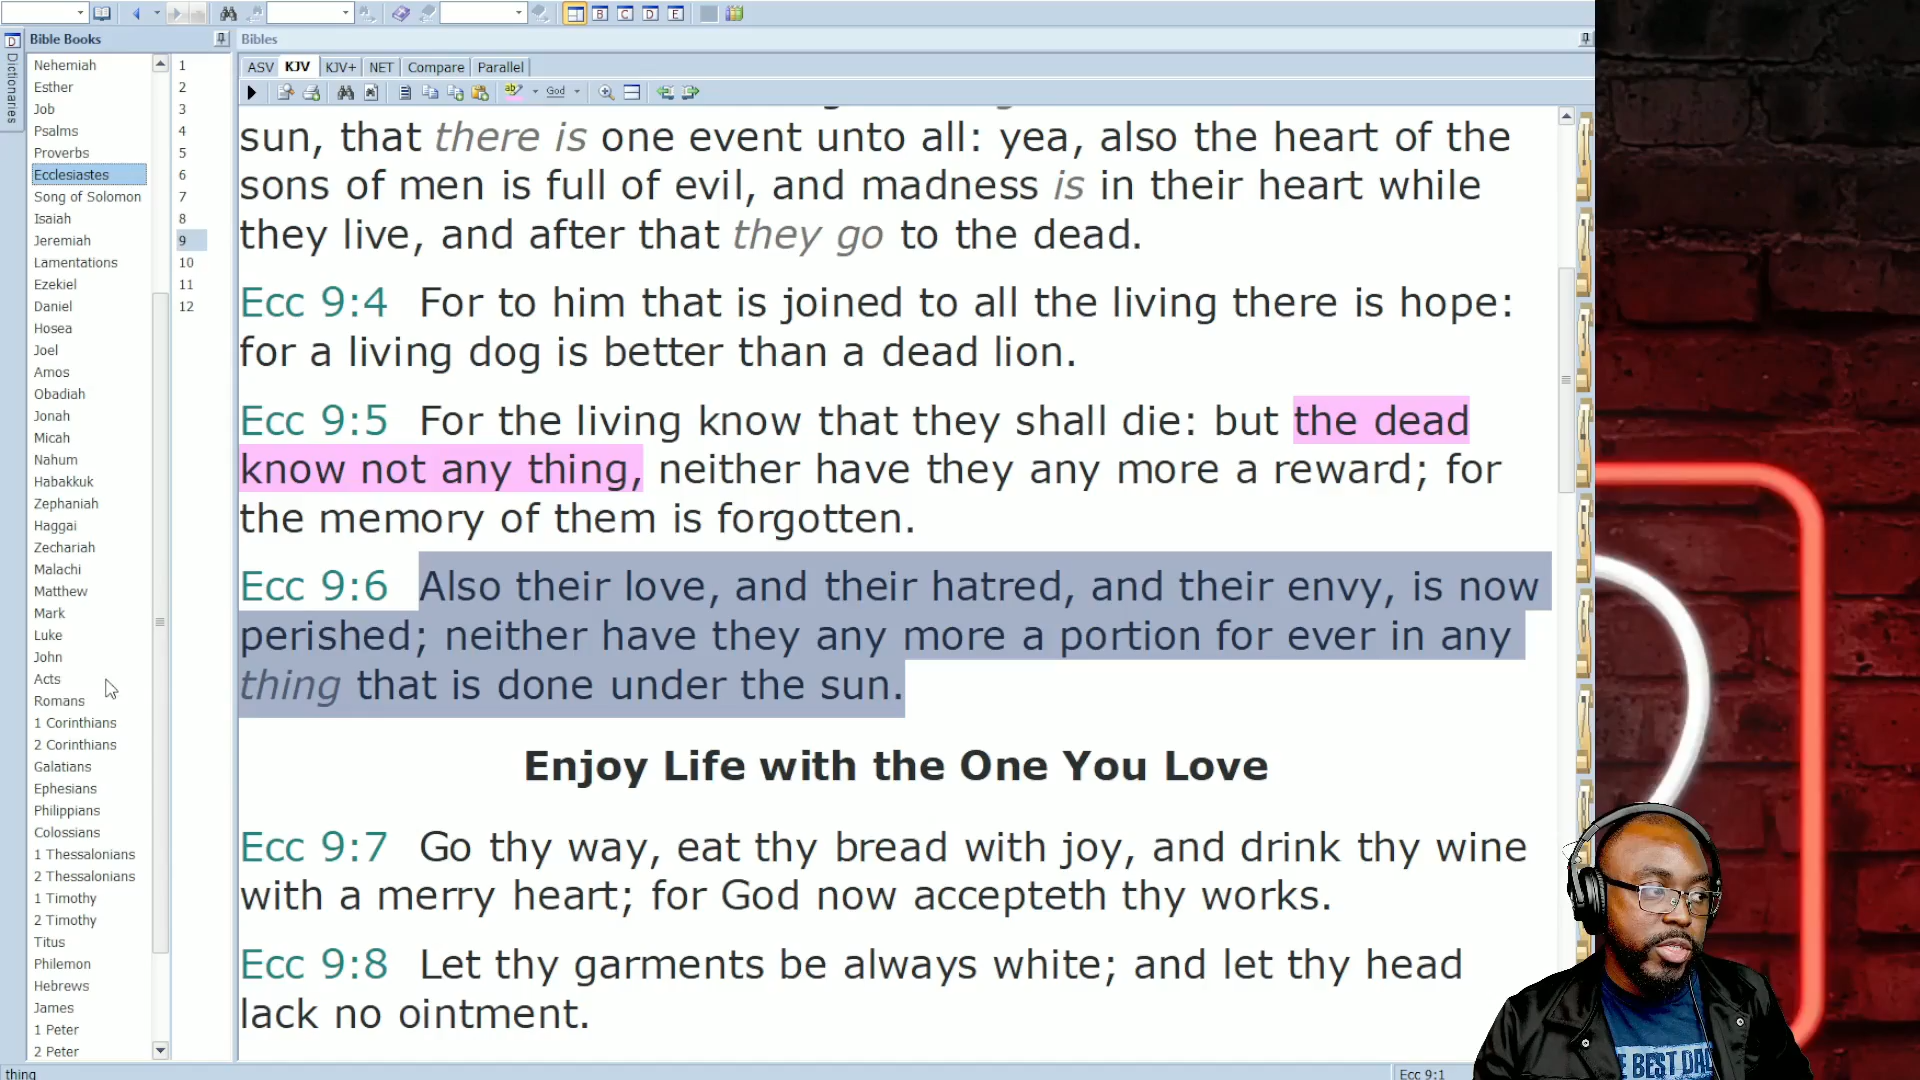 Bible Books
Bibles
B C D E
D
Dictionaries
ASV KJV KJV+ NET Compare Parallel
God
Nehemiah
Esther
Job
Psalms
Proverbs
Ecclesiastes
Song of Solomon
Isaiah
Jeremiah
Lamentations
Ezekiel
Daniel
Hosea
Joel
Amos
Obadiah
Jonah
Micah
Nahum
Habakkuk
Zephaniah
Haggai
Zechariah
Malachi
Matthew
Mark
Luke
John
Acts
Romans
1 Corinthians
2 Corinthians
Galatians
Ephesians
Philippians
Colossians
1 Thessalonians
2 Thessalonians
1 Timothy
2 Timothy
Titus
Philemon
Hebrews
James
1 Peter
2 Peter
1
2
3
4
5
6
7
8
9
10
11
12
sun, that there is one event unto all: yea, also the heart of the
sons of men is full of evil, and madness is in their heart while
they live, and after that they go to the dead.
Ecc 9:4 For to him that is joined to all the living there is hope:
for a living dog is better than a dead lion.
Ecc 9:5 For the living know that they shall die: but the dead
know not any thing, neither have they any more a reward; for
the memory of them is forgotten.
Ecc 9:6 Also their love, and their hatred, and their envy, is now
perished; neither have they any more a portion for ever in any
thing that is done under the sun.
Enjoy Life with the One You Love
Ecc 9:7 Go thy way, eat thy bread with joy, and drink thy wine
with a merry heart; for God now accepteth thy works.
Ecc 9:8 Let thy garments be always white; and let thy head
lack no ointment.
thing
Ecc 9:1
E BEST DAD